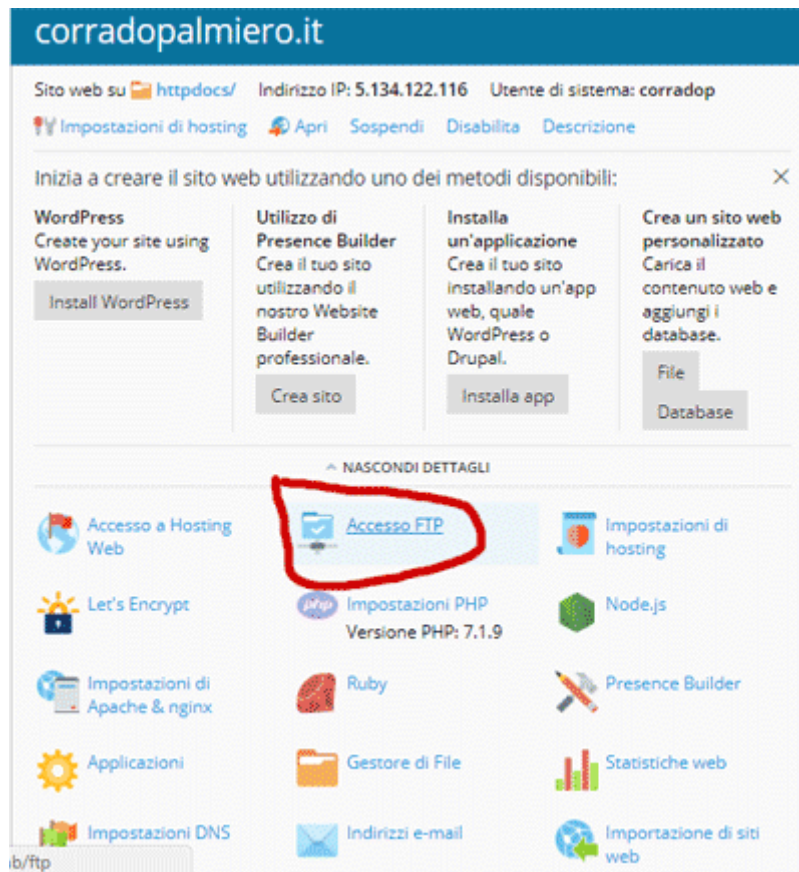 corradopalmiero.it
Sito web su httpdocs/ Indirizzo IP: 5.134.122.116 Utente di sistema: corradop
Impostazioni di hosting Apri Sospendi Disabilita Descrizione
Inizia a creare il sito web utilizzando uno dei metodi disponibili:
WordPress
Create your site using
WordPress.
Install WordPress
Utilizzo di
Presence Builder
Crea il tuo sito
utilizzando il
nostro Website
Builder
professionale.
Crea sito
Installa
un'applicazione
Crea il tuo sito
installando un'app
web, quale
WordPress o
Drupal.
Installa app
Crea un sito web
personalizzato
Carica il
contenuto web e
aggiungi i
database.
File
Database
NASCONDI DETTAGLI
Accesso a Hosting
Web
Accesso FTP
Impostazioni di
hosting
Let's Encrypt
php
Impostazioni PHP
Versione PHP: 7.1.9
Node.js
Impostazioni di
Apache & nginx
Ruby
Presence Builder
Applicazioni
Gestore di File
Statistiche web
Impostazioni DNS
Indirizzi e-mail
Importazione di siti
web
b/ftp